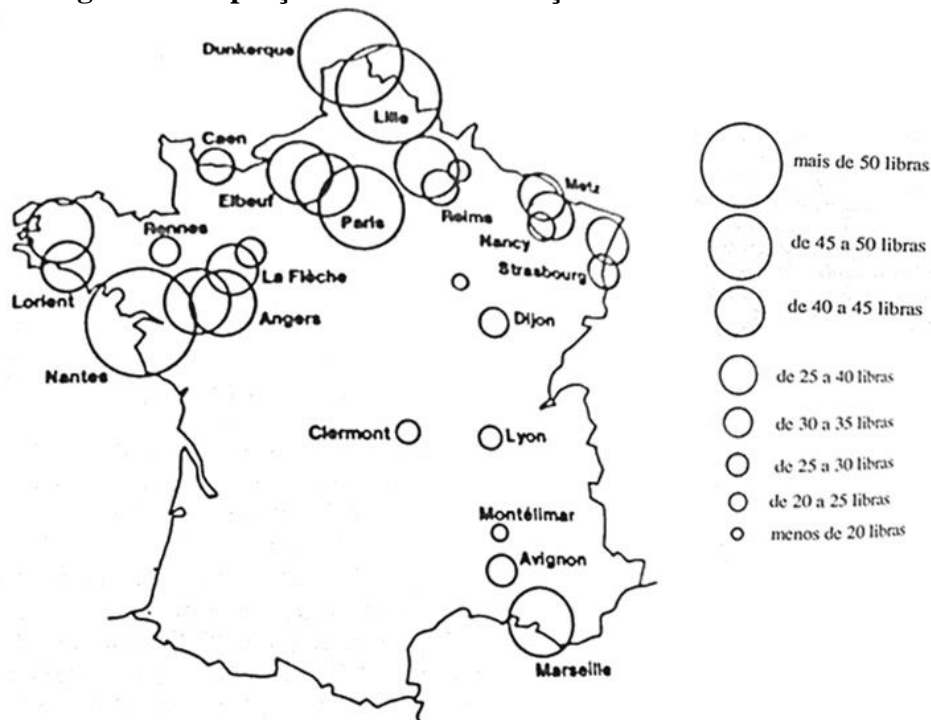 Dunkerque
Lille
Caen
Elbeuf
Paris
Reims
Metz
Nancy
Strasbourg
Rennes
Lorient
La Flèche
Angers
Nantes
Dijon
Clermont
Lyon
Montélimar
Avignon
Marseille
mais de 50 libras
de 45 a 50 libras
de 40 a 45 libras
de 25 a 40 libras
de 30 a 35 libras
de 25 a 30 libras
de 20 a 25 libras
menos de 20 libras